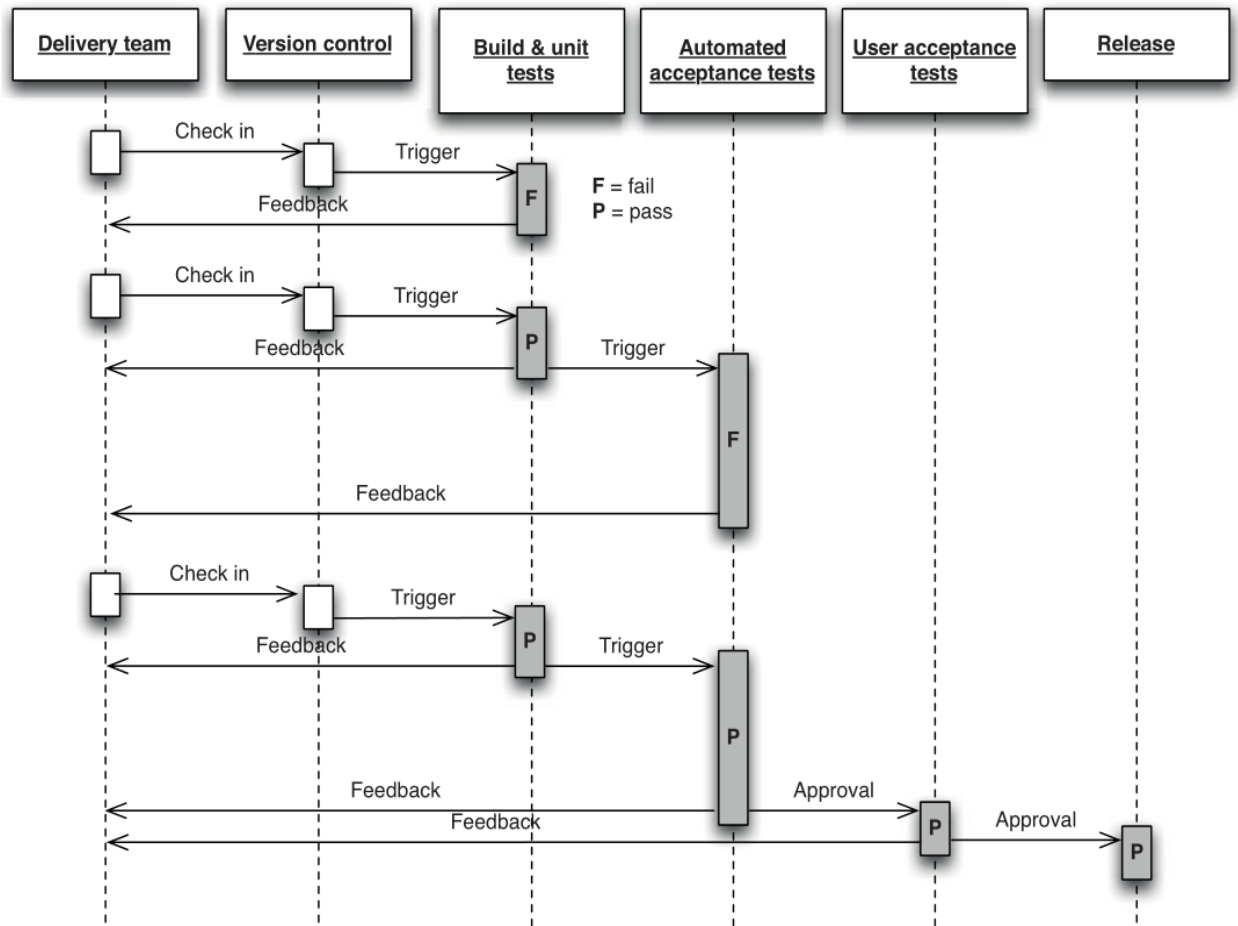 Delivery team
Version control
Build & unit
tests
Automated
acceptance tests
User acceptance
tests
Release
Check in
Trigger
F
Feedback
F = fail
P = pass
Check in
Trigger
P
Feedback
Trigger
F
Feedback
Check in
Trigger
P
Feedback
Trigger
P
Feedback
Approval
Feedback
P
Approval
P